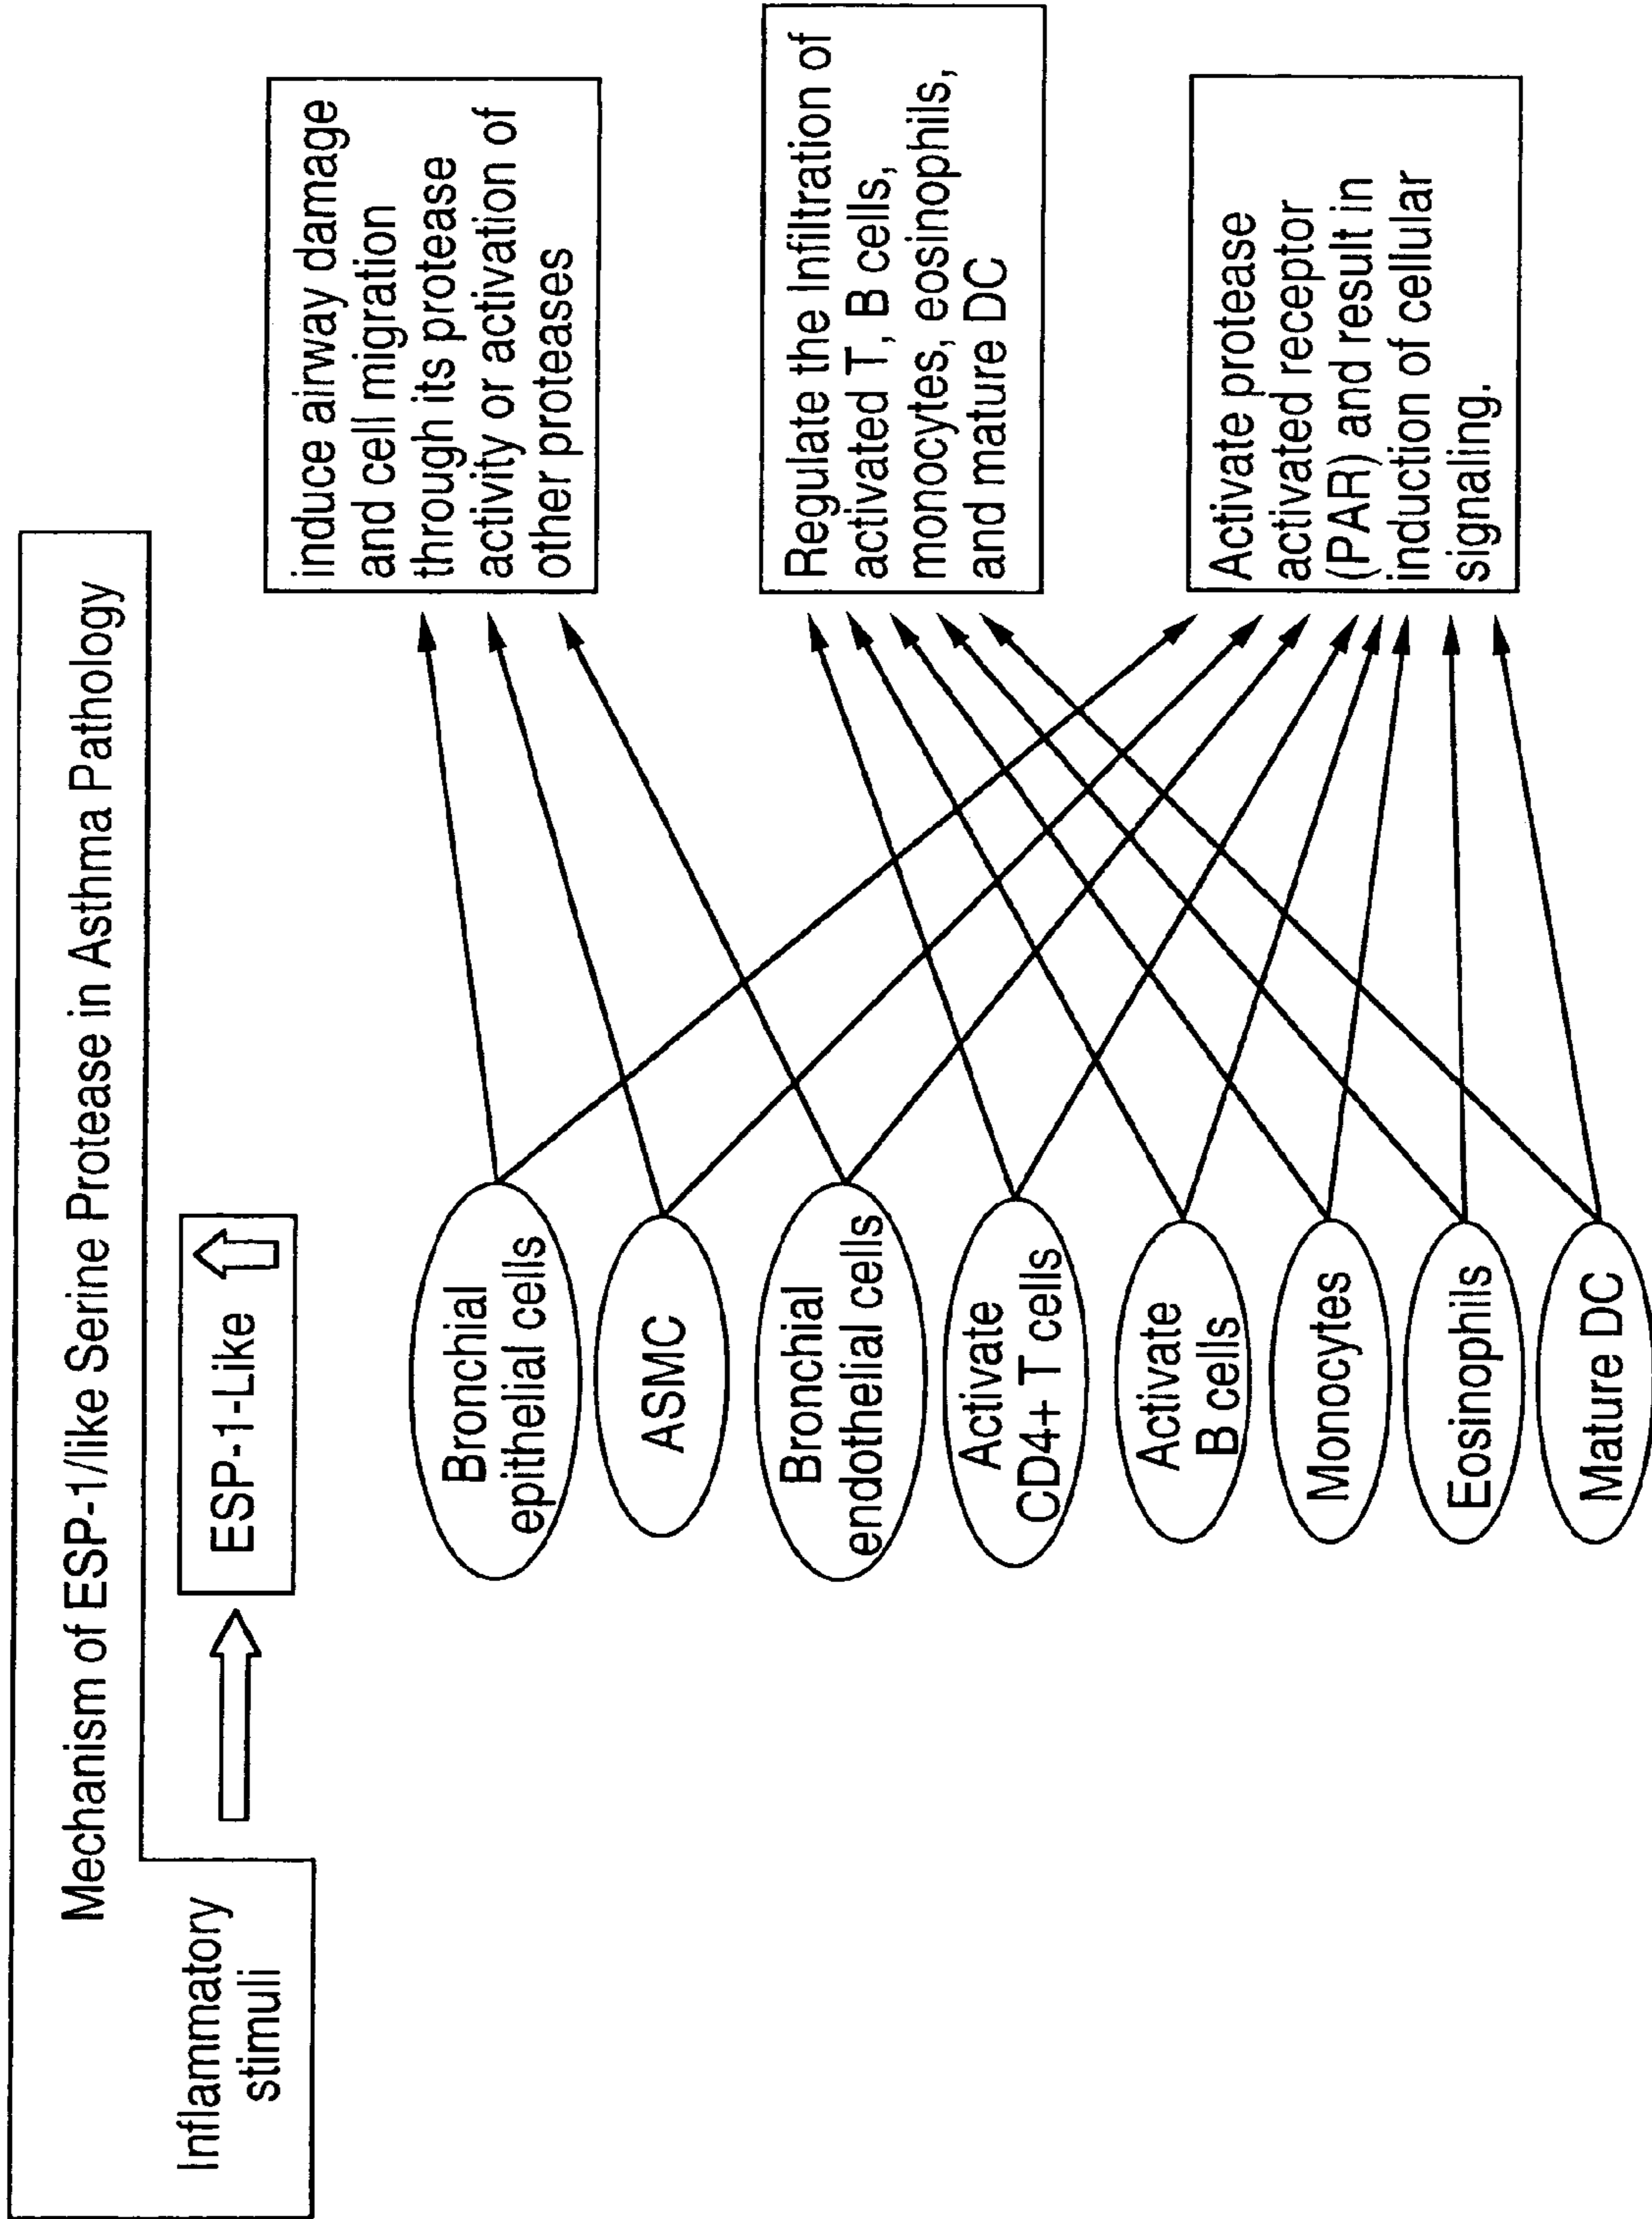 Mechanism of ESP-1/like Serine Protease in Asthma Pathology
Inflammatory
stimuli
ESP-1-Like
Bronchial
epithelial cells
ASMC
Bronchial
endothelial cells
Activate
CD4+ T cells
Activate
B cells
Monocytes
Eosinophils
Mature DC
induce airway damage
and cell migration
through its protease
activity or activation of
other proteases
Regulate the Infiltration of
activated T, B cells,
monocytes, eosinophils,
and mature DC
Activate protease
activated receptor
(PAR) and result in
induction of cellular
signaling.